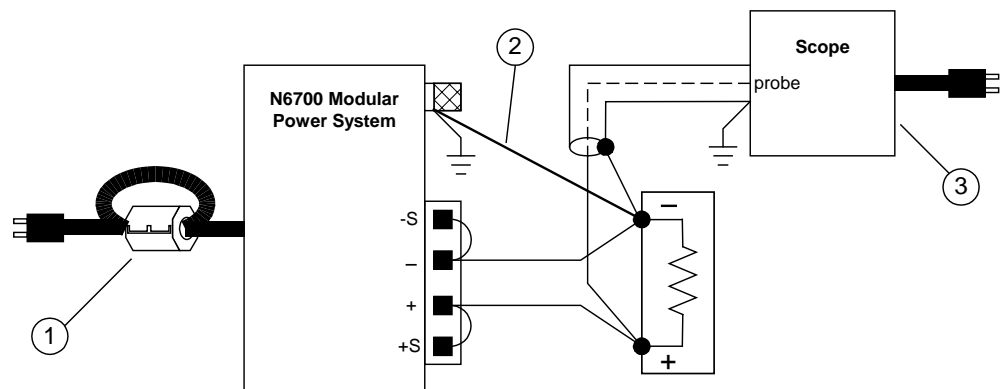 2
Scope
probe
N6700 Modular
Power System
3
-S
–
–
+
+S
+
1